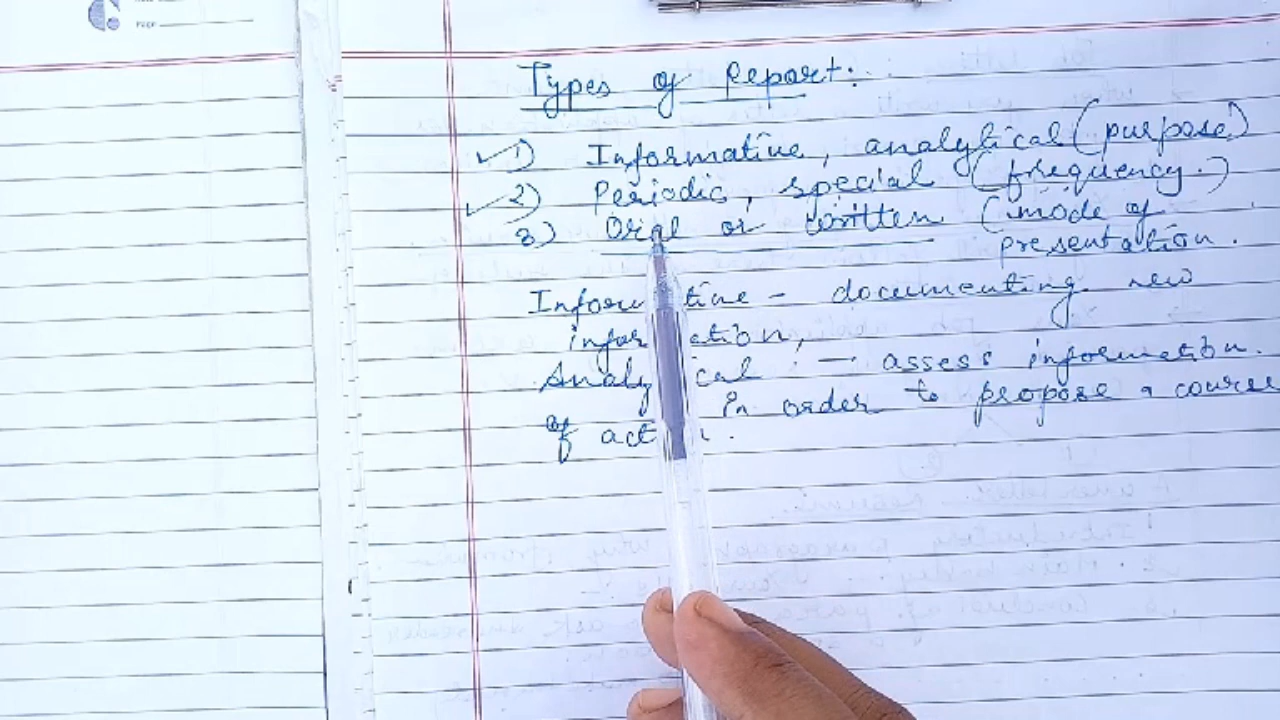 Types of Report:
1) Informative, analytical (purpose)
2) Periodic, special (frequency.)
3) Oral or written (mode of
presentation.
Informative - documenting new
information,
Analytical :- assess information.
in order to propose a course
of action.